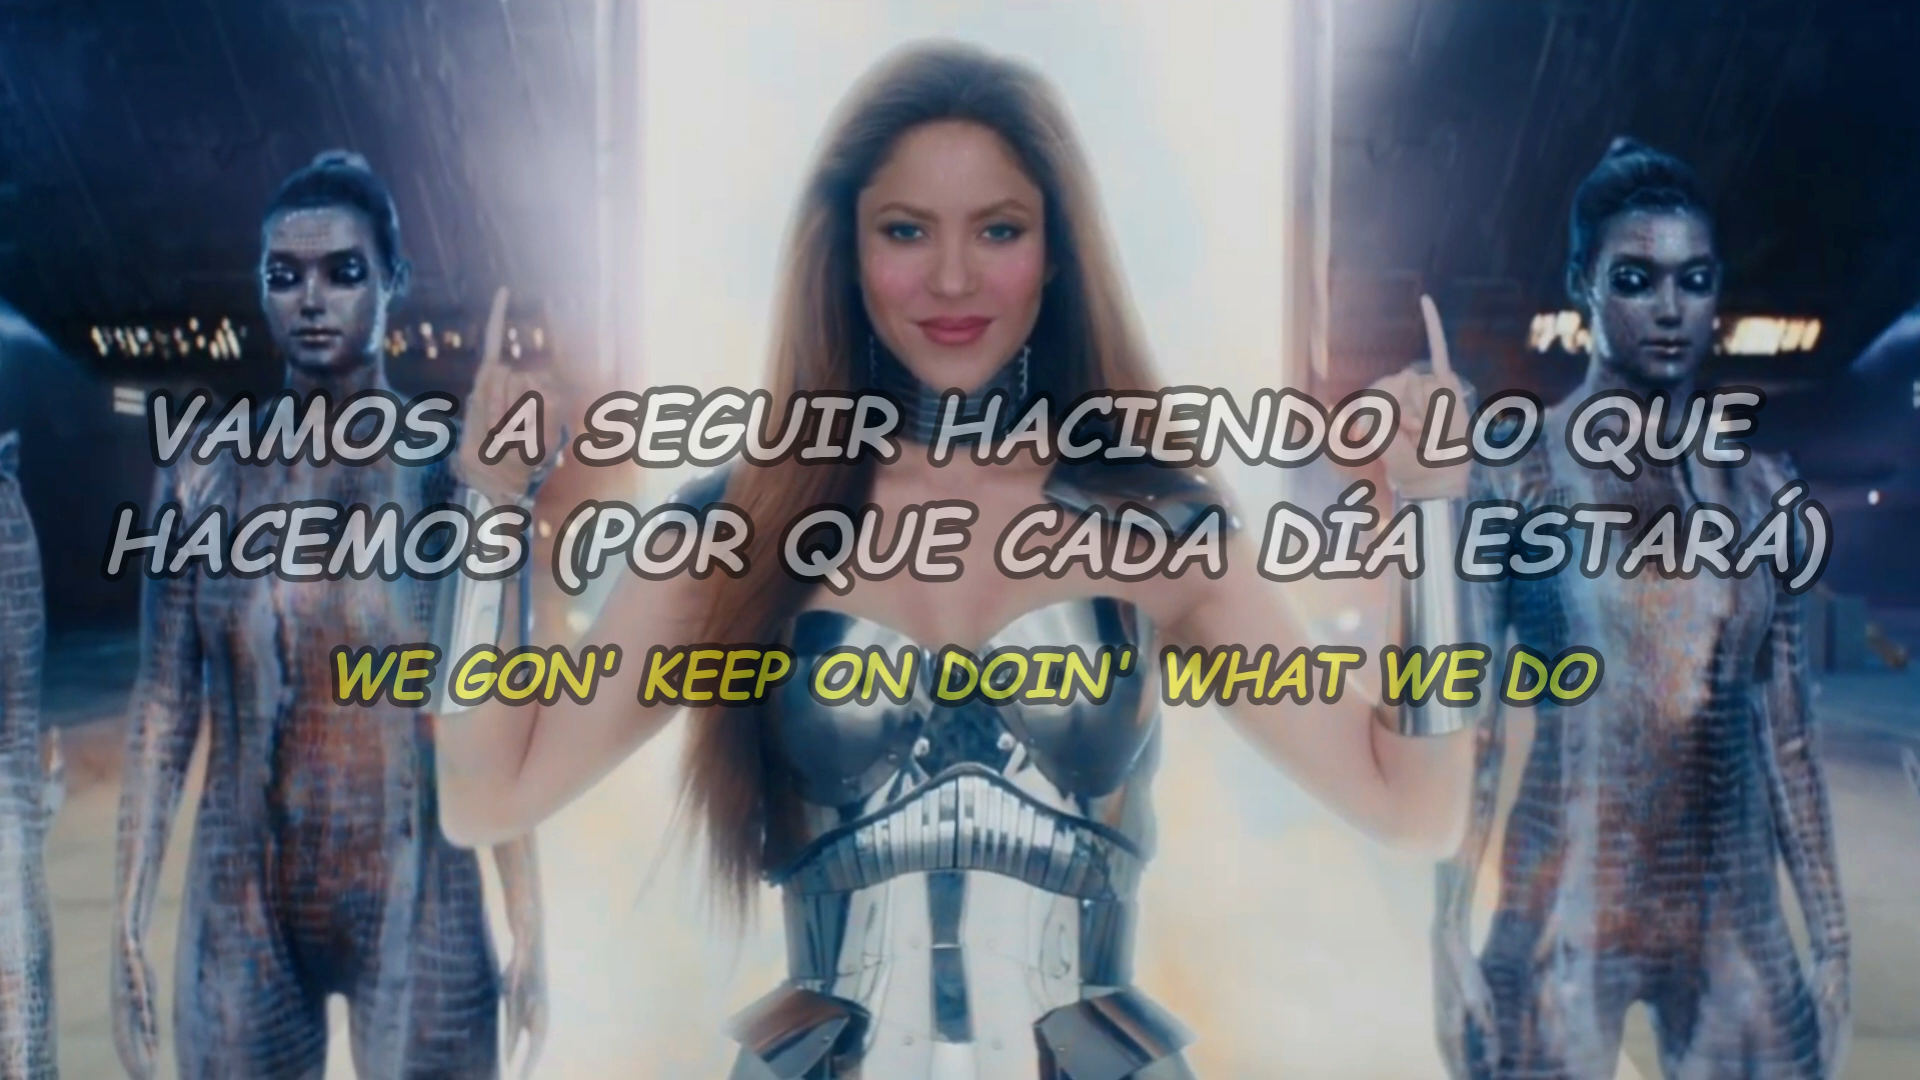 VAMOS A SEGUIR HACIENDO LO QUE
HACEMOS (POR QUE CADA DÍA ESTARÁ)
WE GON' KEEP ON DOIN' WHAT WE DO